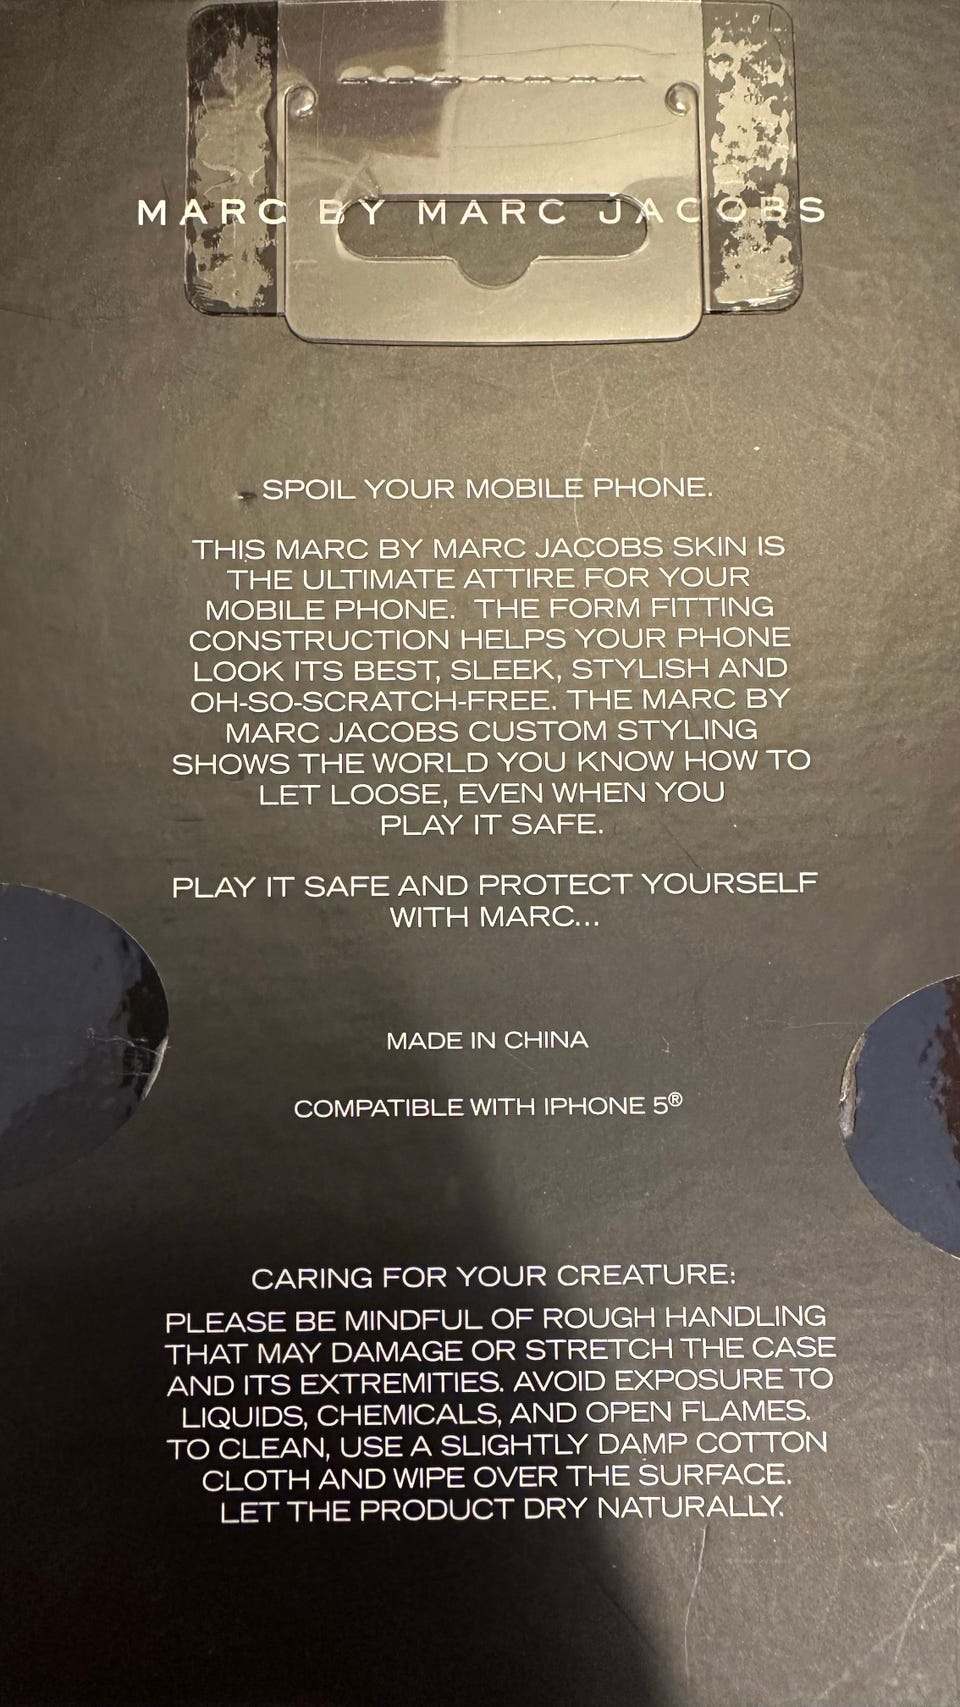 MARC BY MARC JACOBS
SPOIL YOUR MOBILE PHONE.
THIS MARC BY MARC JACOBS SKIN IS
THE ULTIMATE ATTIRE FOR YOUR
MOBILE PHONE. THE FORM FITTING
CONSTRUCTION HELPS YOUR PHONE
LOOK ITS BEST, SLEEK, STYLISH AND
OH-SO-SCRATCH-FREE. THE MARC BY
MARC JACOBS CUSTOM STYLING
SHOWS THE WORLD YOU KNOW HOW TO
LET LOOSE, EVEN WHEN YOU
PLAY IT SAFE.
PLAY IT SAFE AND PROTECT YOURSELF
WITH MARC...
MADE IN CHINA
COMPATIBLE WITH IPHONE 5®
CARING FOR YOUR CREATURE:
PLEASE BE MINDFUL OF ROUGH HANDLING
THAT MAY DAMAGE OR STRETCH THE CASE
AND ITS EXTREMITIES. AVOID EXPOSURE TO
LIQUIDS, CHEMICALS, AND OPEN FLAMES.
TO CLEAN, USE A SLIGHTLY DAMP COTTON
CLOTH AND WIPE OVER THE SURFACE.
LET THE PRODUCT DRY NATURALLY.